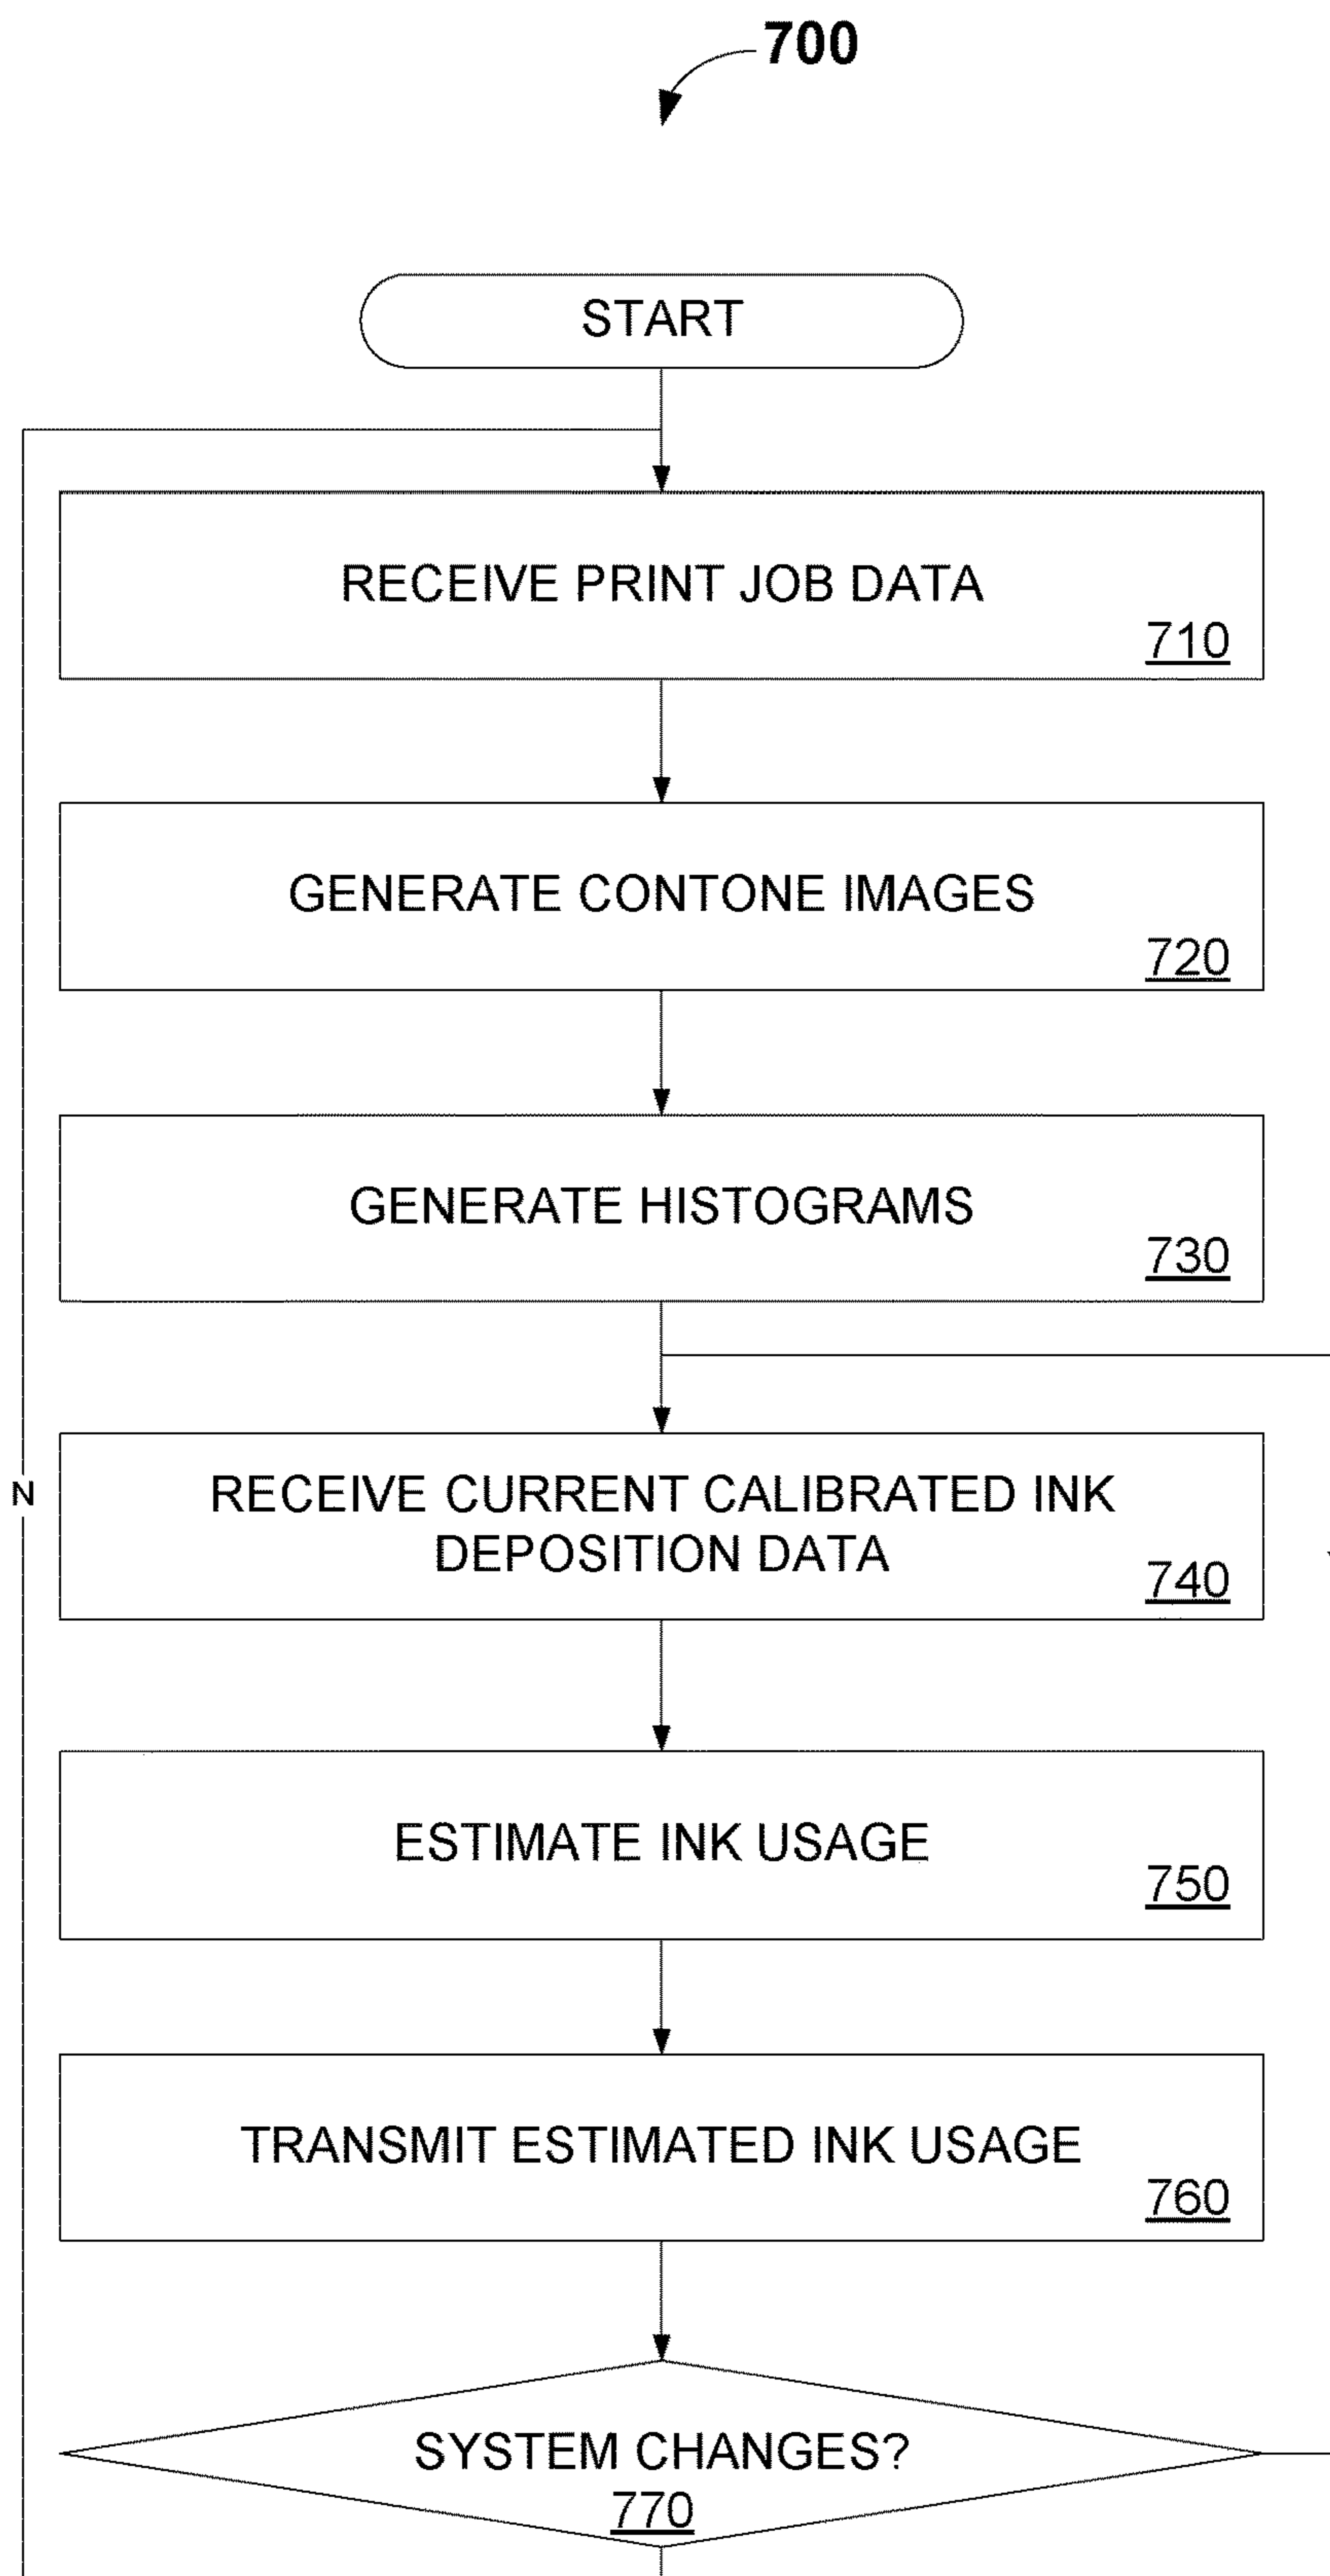 700
START
RECEIVE PRINT JOB DATA
710
GENERATE CONTONE IMAGES
720
GENERATE HISTOGRAMS
730
N
RECEIVE CURRENT CALIBRATED INK
DEPOSITION DATA
740
ESTIMATE INK USAGE
750
TRANSMIT ESTIMATED INK USAGE
760
SYSTEM CHANGES?
770